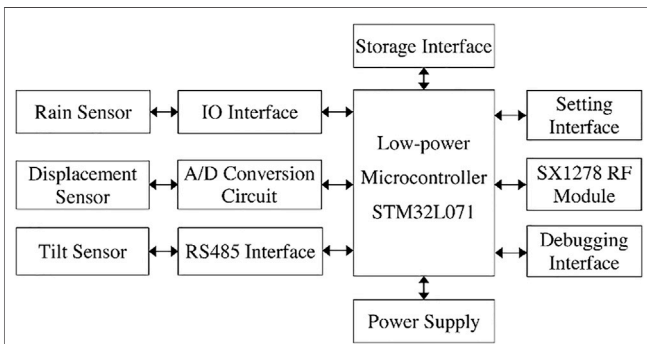 Storage Interface
Rain Sensor
IO Interface
Setting
Interface
Low-power
Microcontroller
STM32L071
Displacement
Sensor
A/D Conversion
Circuit
SX1278 RF
Module
Tilt Sensor
RS485 Interface
Debugging
Interface
Power Supply